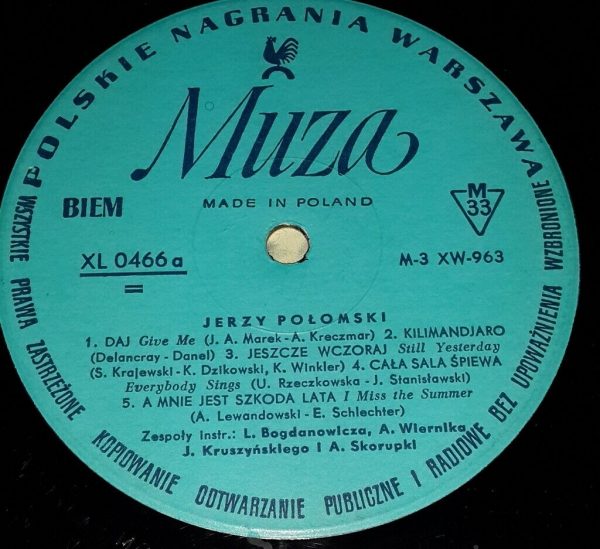 POLSKIE NAGRANIA WARSZAWA
Muza
MADE IN POLAND
BIEM
M
33
XL 0466 a
=
M-3 XW-963
JERZY POŁOMSKI
1. DAJ Give Me (J. A. Marek-A. Kreczmar) 2. KILIMANDJARO
(Delancray - Danel) 3. JESZCZE WCZORAJ Still Yesterday
(S. Krajewski-K. Dzikowski, K. Winkler) 4. CAŁA SALA ŚPIEWA
Everybody Sings (U. Rzeczkowska - J. Stanisławski)
5. A MNIE JEST SZKODA LATA I Miss the Summer
(A. Lewandowski - E. Schlechter)
Zespoły Instr.: L. Bogdanowicza, A. Wiernika,
J. Kruszyńskiego i A. Skorupki
WSZYSTKIE PRAWA ZASTRZEŻONE KOPIOWANIE ODTWARZANIE PUBLICZNE I RADIOWE BEZ UPOWAŻNIENIA WZBRONIONE